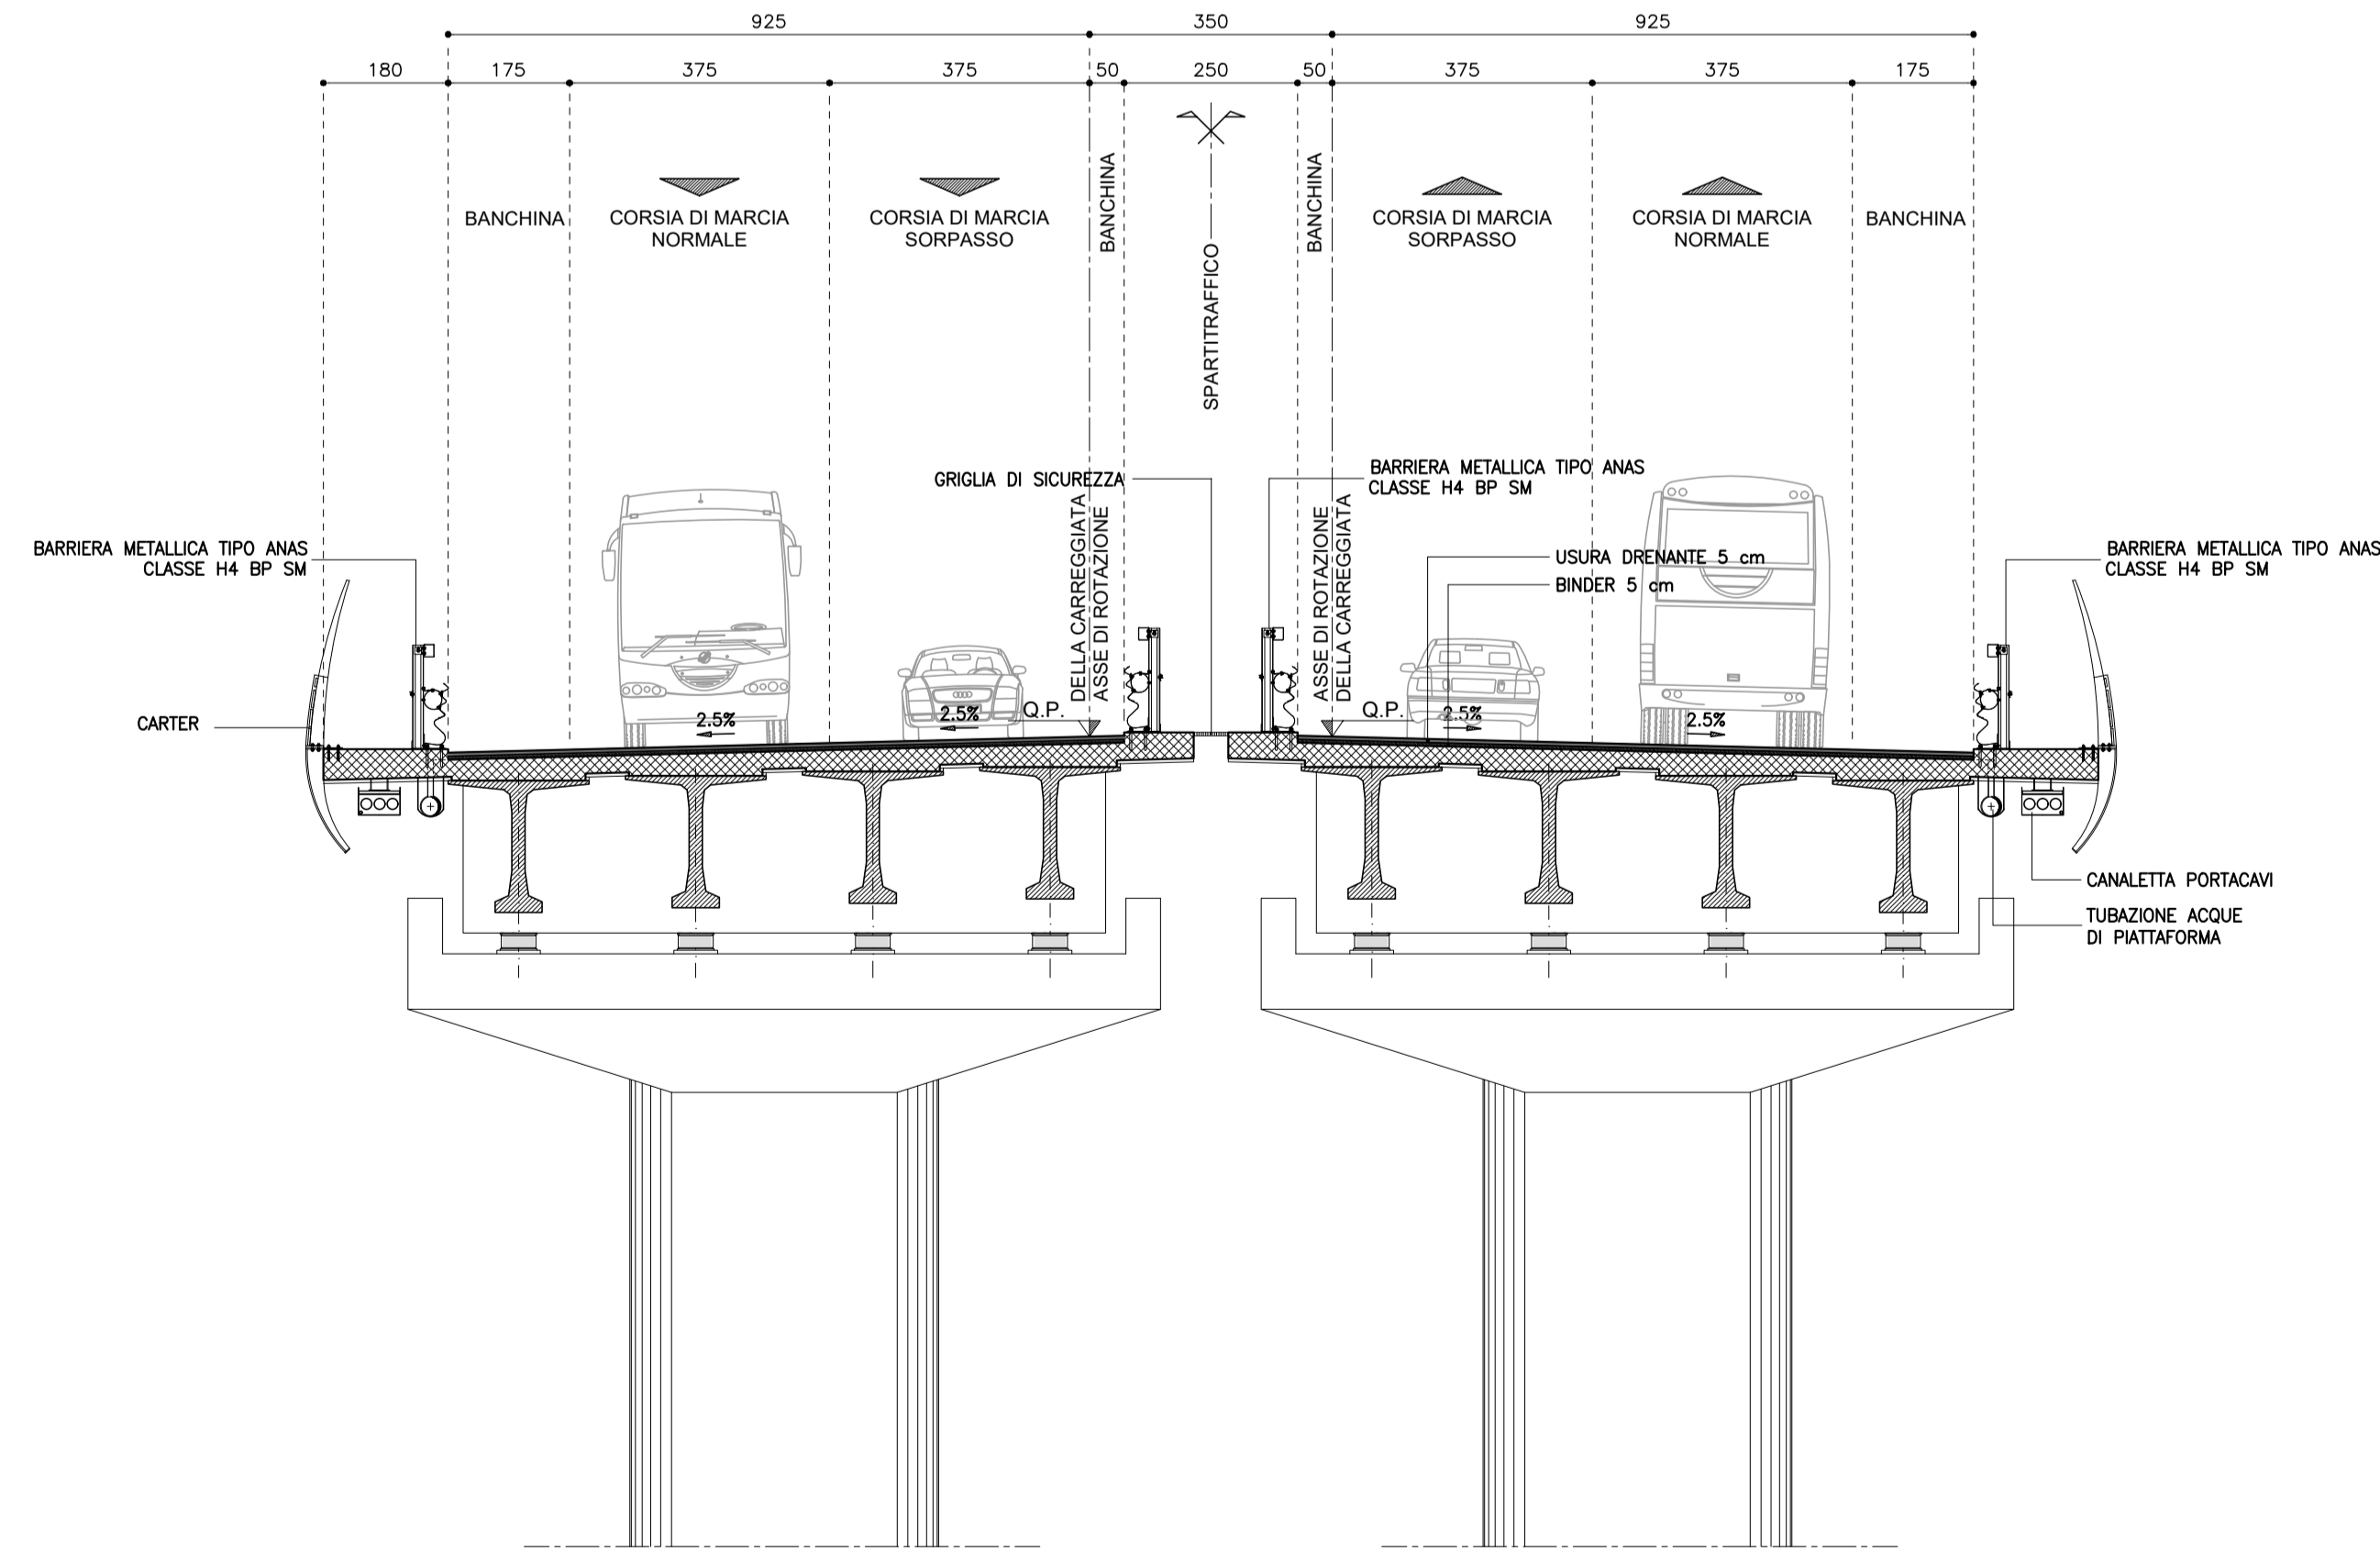 925
350
925
180
175
375
375
50
250
50
375
375
175
BANCHINA
CORSIA DI MARCIA
NORMALE
CORSIA DI MARCIA
SORPASSO
BANCHINA
SPARTITRAFFICO
BANCHINA
CORSIA DI MARCIA
SORPASSO
CORSIA DI MARCIA
NORMALE
BANCHINA
GRIGLIA DI SICUREZZA
BARRIERA METALLICA TIPO ANAS
CLASSE H4 BP SM
BARRIERA METALLICA TIPO ANAS
CLASSE H4 BP SM
DELLA CARREGGIATA
ASSE DI ROTAZIONE
ASSE DI ROTAZIONE
DELLA CARREGGIATA
USURA DRENANTE 5 cm
BINDER 5 cm
BARRIERA METALLICA TIPO ANAS
CLASSE H4 BP SM
CARTER
2.5%
2.5%
Q.P.
Q.P.
2.5%
2.5%
CANALETTA PORTACAVI
TUBAZIONE ACQUE
DI PIATTAFORMA